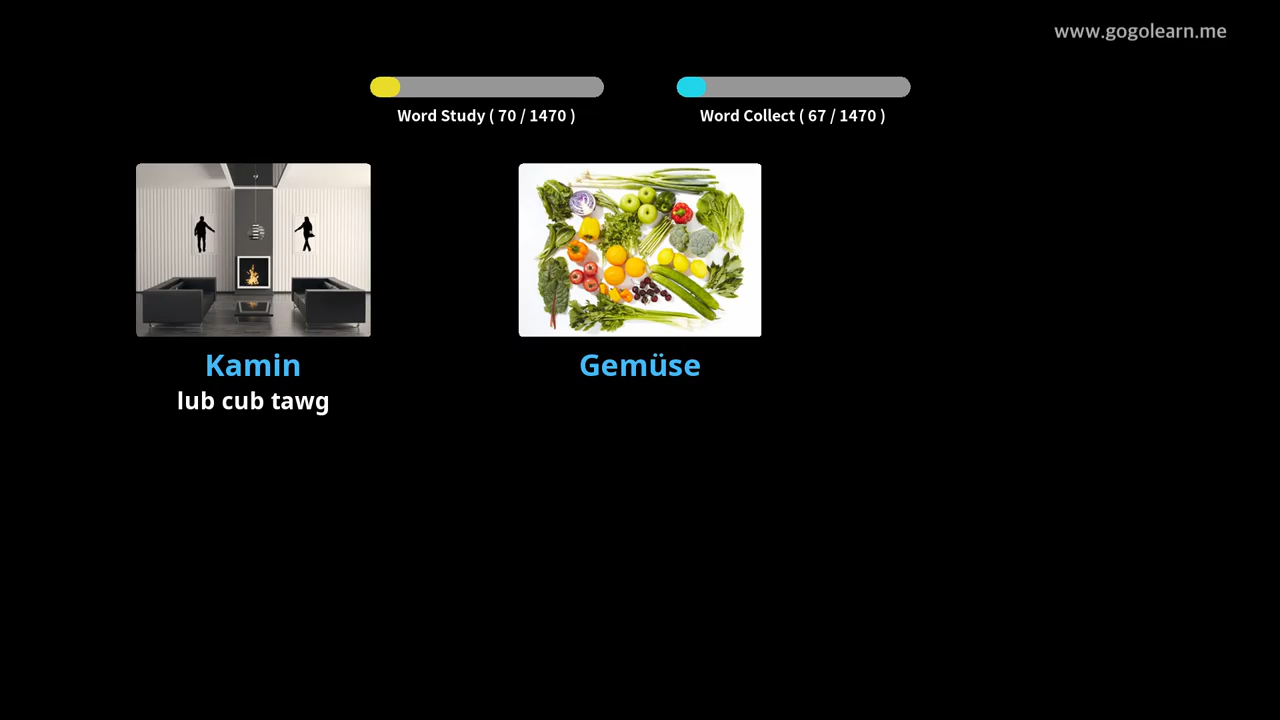 www.gogolearn.me
Word Study ( 70 / 1470 )
Word Collect ( 67 / 1470 )
Kamin
lub cub tawg
Gemüse